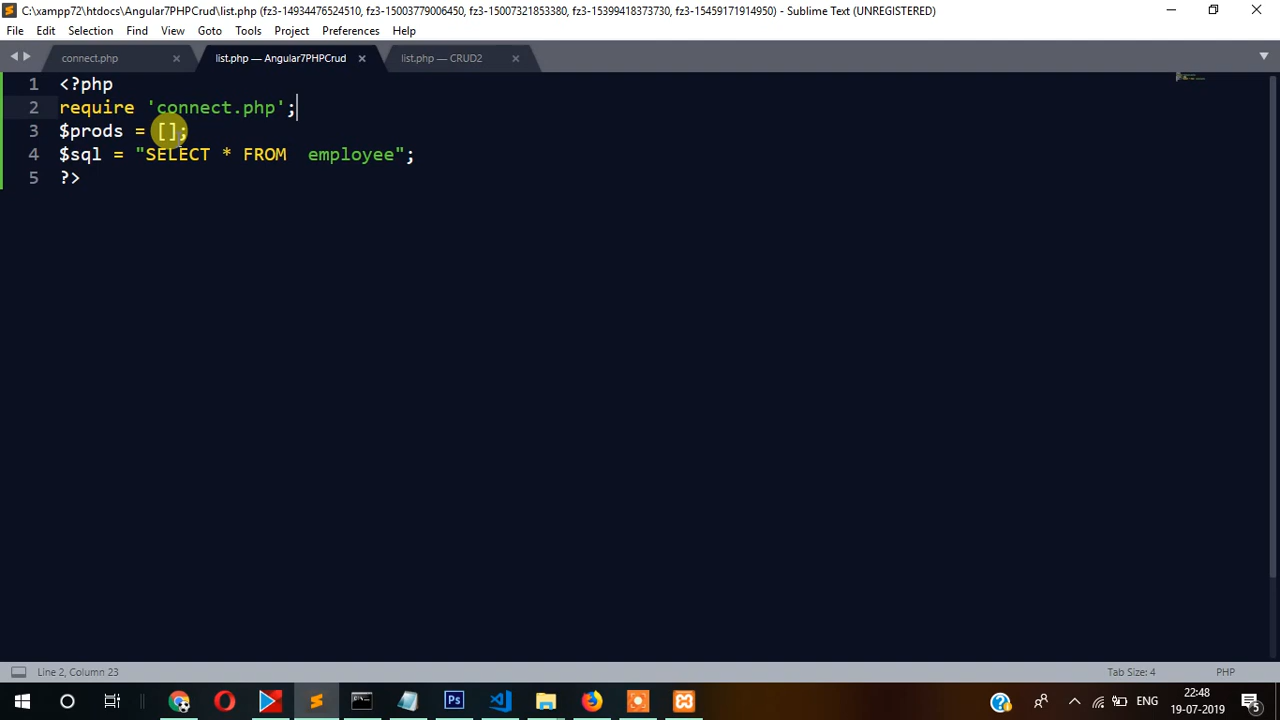 C:\xampp72\htdocs\Angular7PHPCrud\list.php (fz3-14934476524510, fz3-15003779026450, fz3-15007321853380, fz3-15399418373730, fz3-15459171914950) - Sublime Text (UNREGISTERED)
File Edit Selection Find View Goto Tools Project Preferences Help
connect.php list.php — Angular7PHPCrud list.php — CRUD2
1 <?php
2 require 'connect.php';
3 $prods = [];
4 $sql = "SELECT * FROM  employee";
5 ?>
Line 2, Column 23 Tab Size: 4 PHP
Ps ENG 22:48
19-07-2019 5